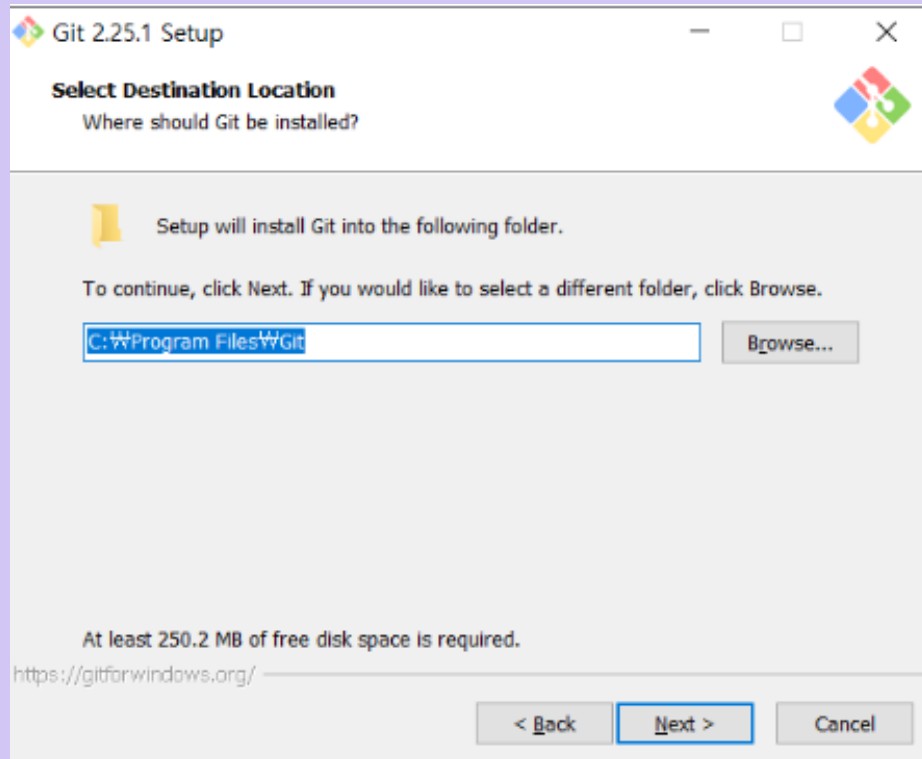 Git 2.25.1 Setup
Select Destination Location
Where should Git be installed?
Setup will install Git into the following folder.
To continue, click Next. If you would like to select a different folder, click Browse.
C:₩Program Files₩Git
Browse...
At least 250.2 MB of free disk space is required.
https://gitforwindows.org/
< Back
Next >
Cancel